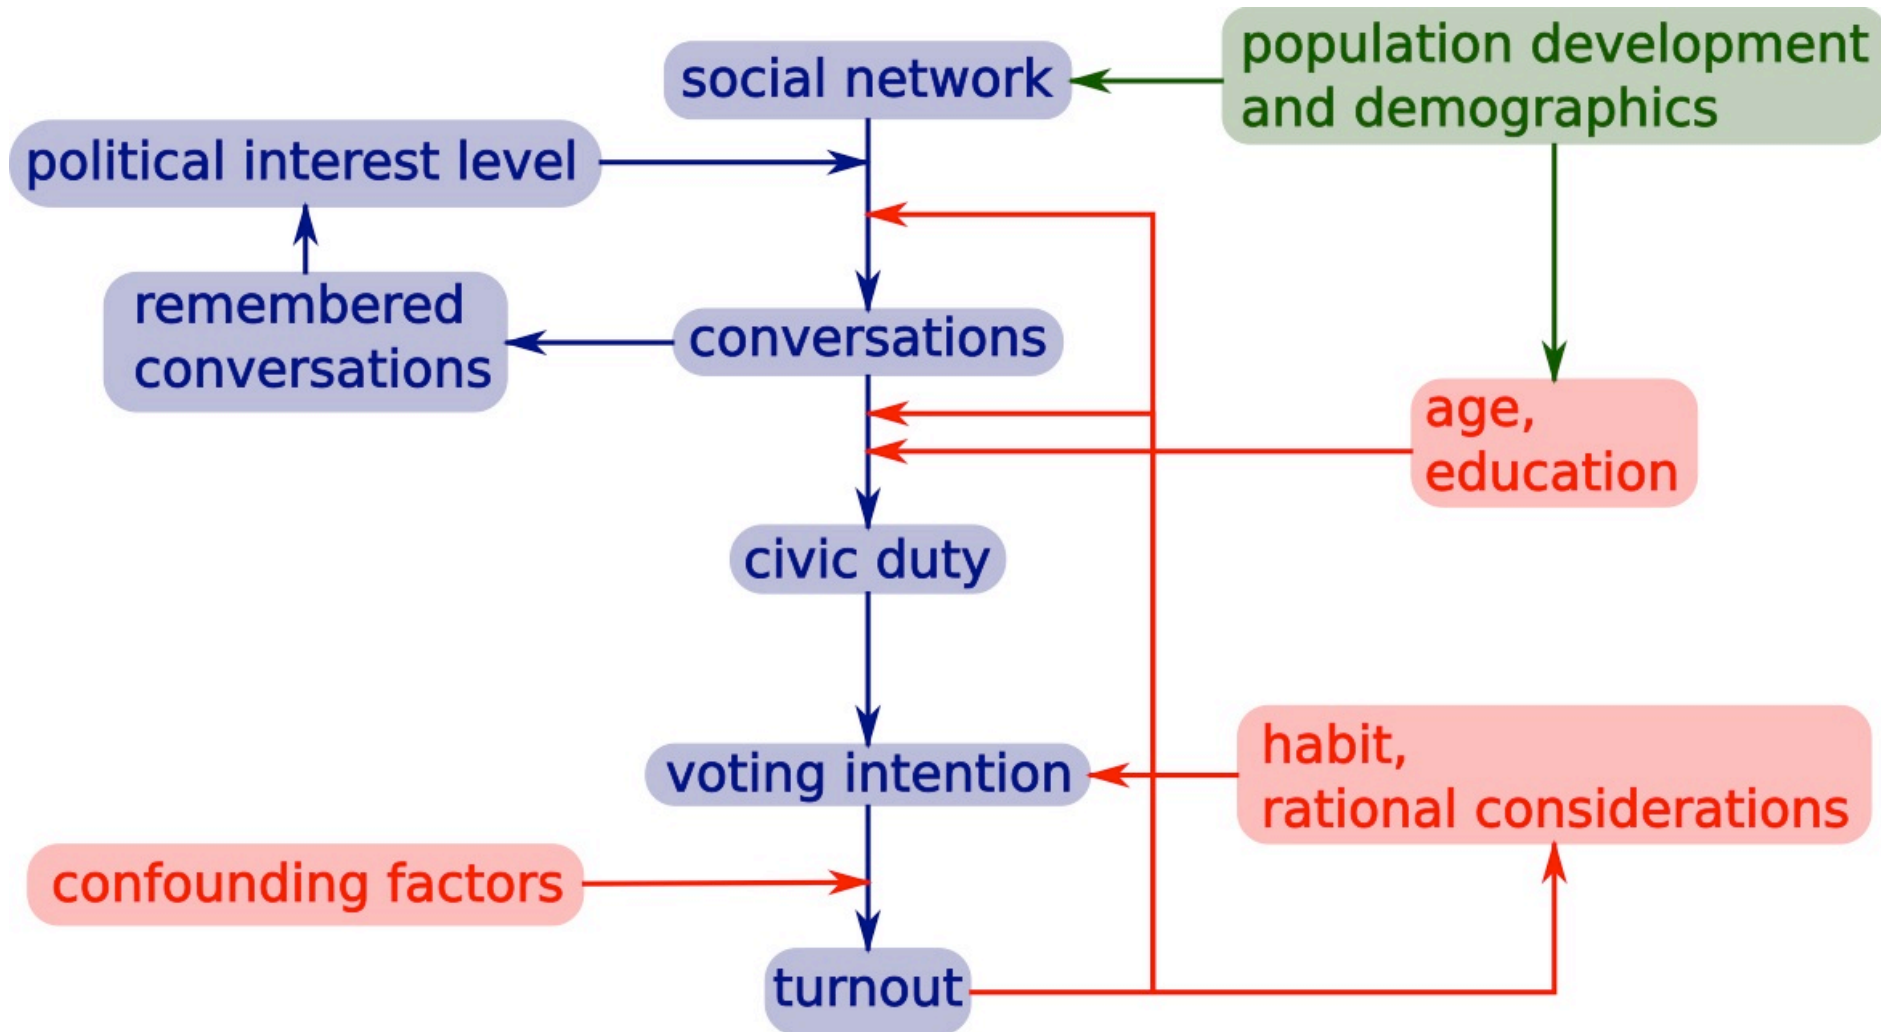 social network
population development
and demographics
political interest level
remembered
conversations
conversations
age,
education
civic duty
voting intention
habit,
rational considerations
confounding factors
turnout